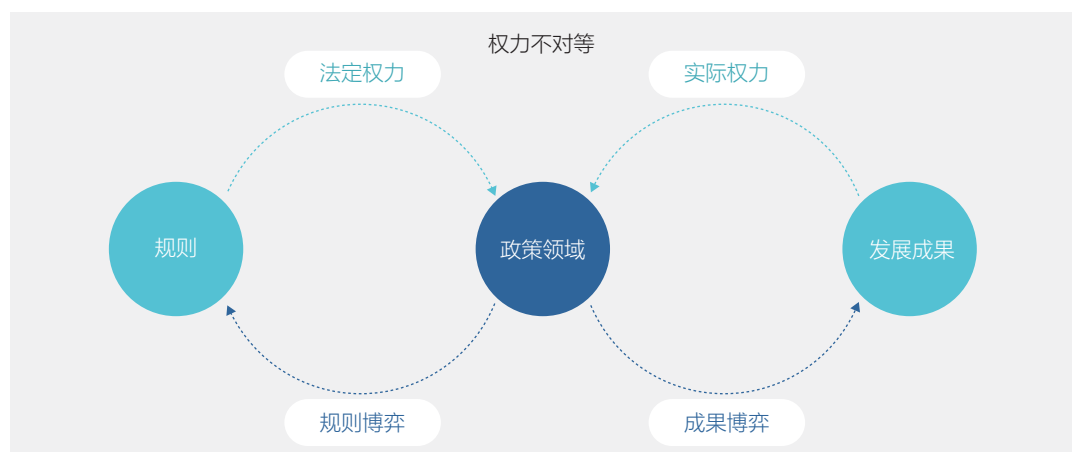 权力不对等
法定权力
实际权力
规则
政策领域
发展成果
规则博弈
成果博弈